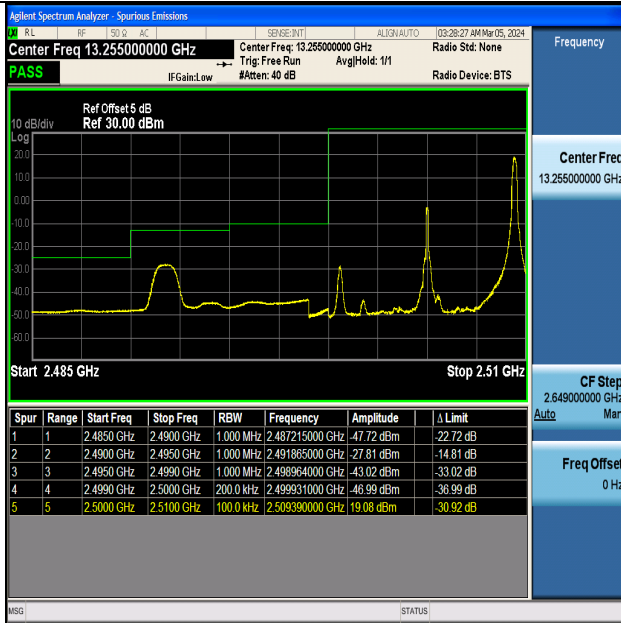 Agilent Spectrum Analyzer - Spurious Emissions
RL RF 50 Ω AC SENSE:INT ALIGN AUTO 03:28:27 AM Mar 05, 2024
Center Freq 13.255000000 GHz
Center Freq: 13.255000000 GHz
Radio Std: None
Trig: Free Run Avg|Hold: 1/1
PASS
IFGain:Low
#Atten: 40 dB
Radio Device: BTS
Frequency
Ref Offset 5 dB
10 dB/div Ref 30.00 dBm
Log
20.0
10.0
0.00
-10.0
-20.0
-30.0
-40.0
-50.0
-60.0
Start 2.485 GHz Stop 2.51 GHz
Center Freq
13.255000000 GHz
CF Step
2.649000000 GHz
Auto Man
Freq Offset
0 Hz
Spur Range Start Freq Stop Freq RBW Frequency Amplitude Δ Limit
1 1 2.4850 GHz 2.4900 GHz 1.000 MHz 2.487215000 GHz -47.72 dBm -22.72 dB
2 2 2.4900 GHz 2.4950 GHz 1.000 MHz 2.491865000 GHz -27.81 dBm -14.81 dB
3 3 2.4950 GHz 2.4990 GHz 1.000 MHz 2.498964000 GHz -43.02 dBm -33.02 dB
4 4 2.4990 GHz 2.5000 GHz 200.0 kHz 2.499931000 GHz -46.99 dBm -36.99 dB
5 5 2.5000 GHz 2.5100 GHz 100.0 kHz 2.509390000 GHz 19.08 dBm -30.92 dB
MSG STATUS